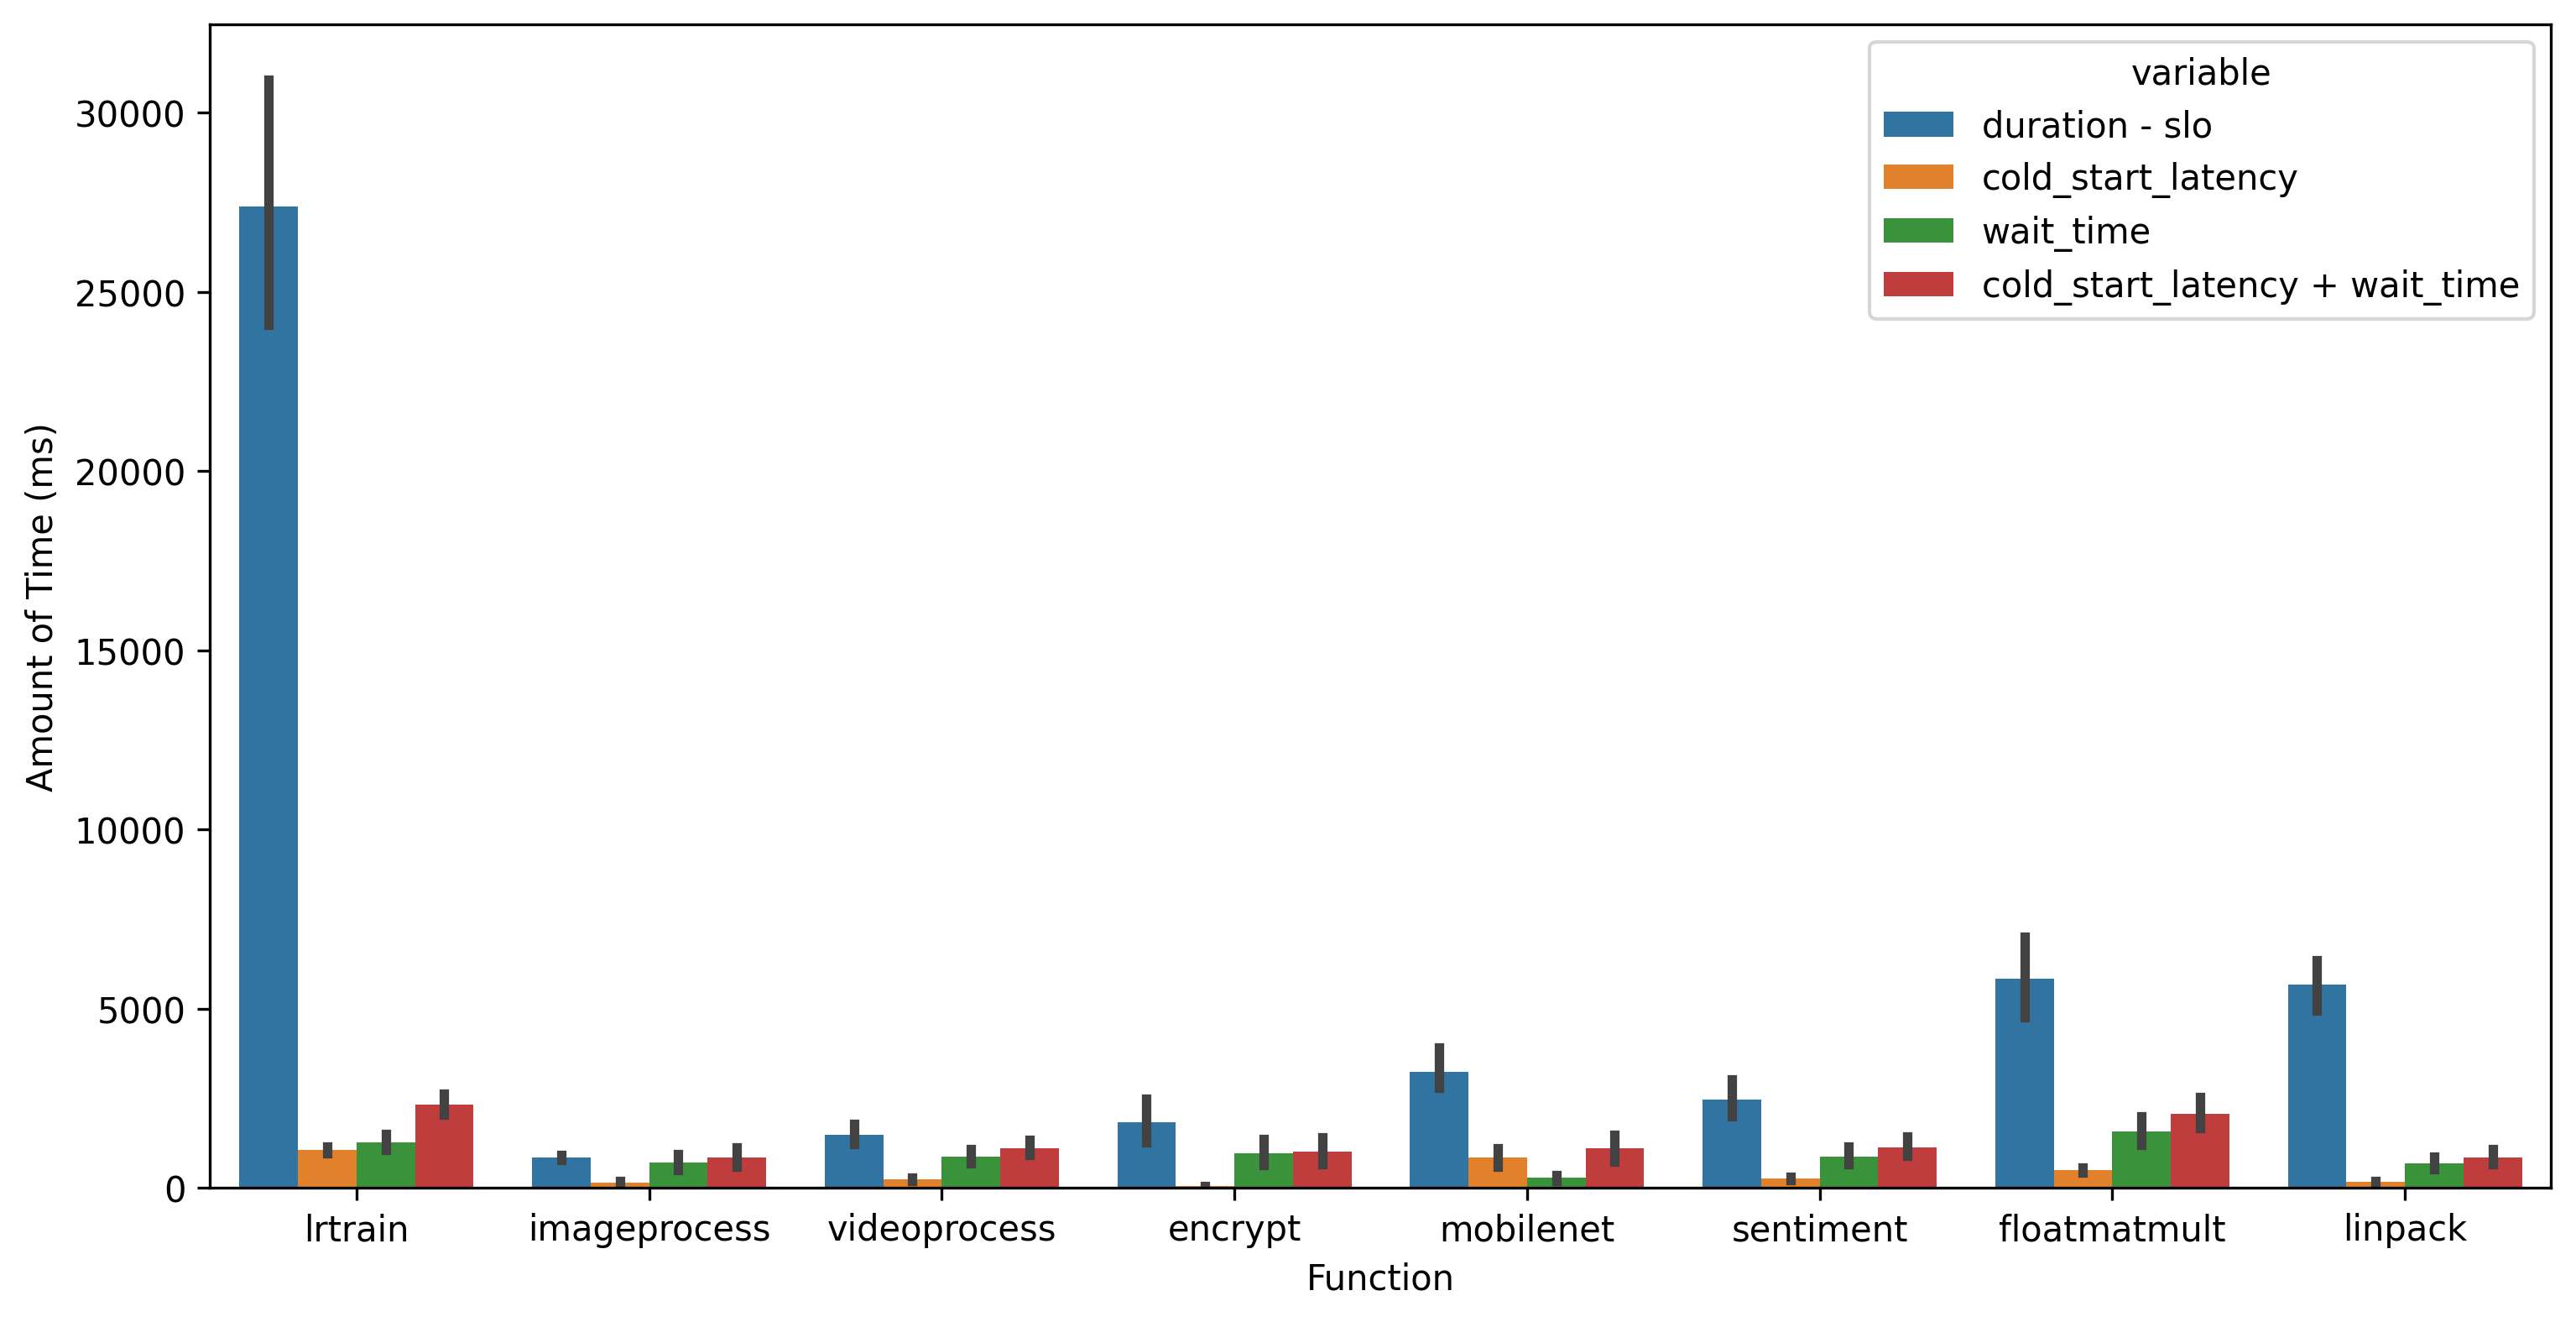 variable
duration - slo
cold_start_latency
wait_time
cold_start_latency + wait_time
Amount of Time (ms)
30000
25000
20000
15000
10000
5000
0
lrtrain imageprocess videoprocess encrypt mobilenet sentiment floatmatmult linpack
Function